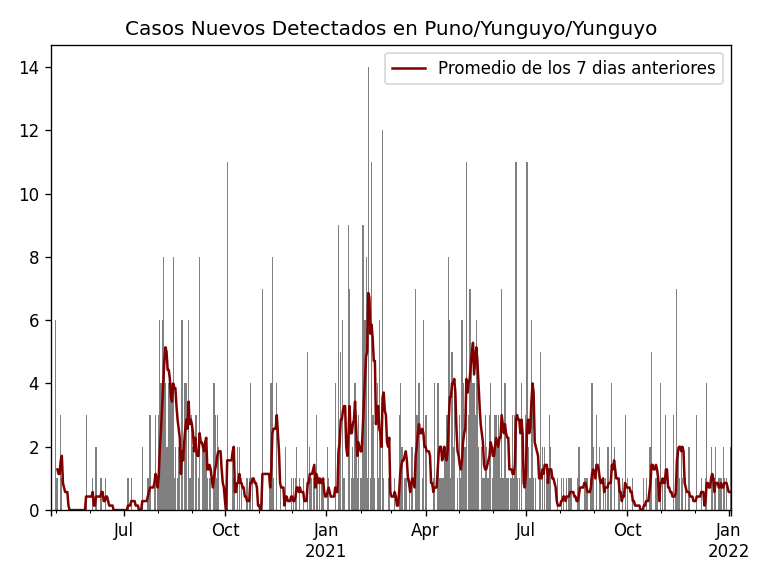 Casos Nuevos Detectados en Puno/Yunguyo/Yunguyo
Promedio de los 7 dias anteriores
14
12
10
8
6
4
2
0
Jul
Oct
Jan
2021
Apr
Jul
Oct
Jan
2022